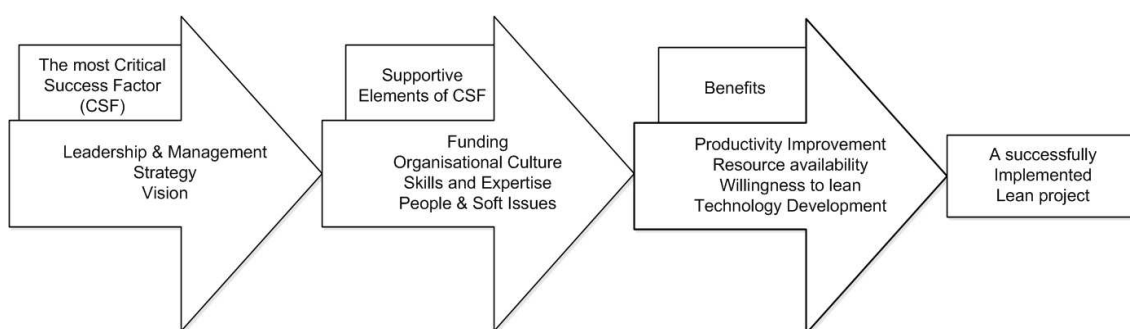 The most Critical
Success Factor
(CSF)
Leadership & Management
Strategy
Vision
Supportive
Elements of CSF
Funding
Organisational Culture
Skills and Expertise
People & Soft Issues
Benefits
Productivity Improvement
Resource availability
Willingness to lean
Technology Development
A successfully
Implemented
Lean project